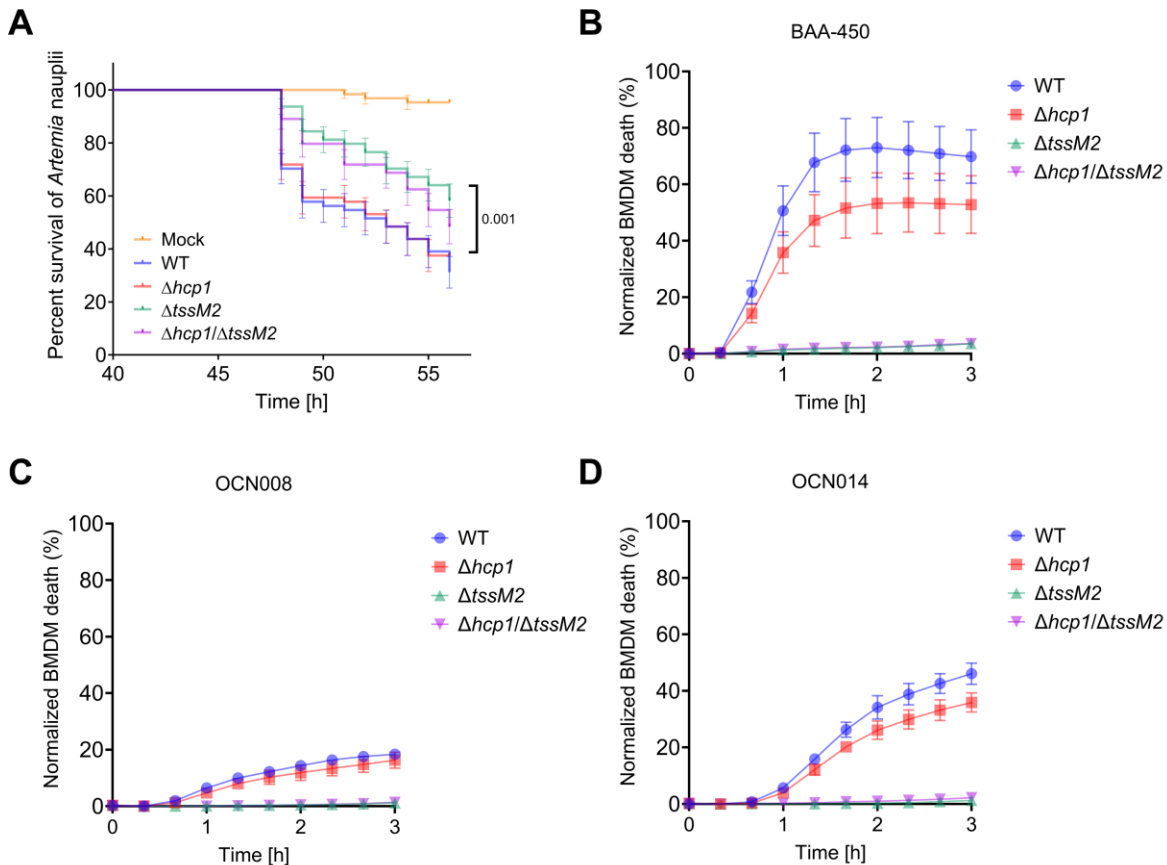 A
Percent survival of Artemia nauplii
100
80
60
40
20
0
40
45
50
55
Time [h]
0.001
Mock
WT
Δhcp1
ΔtssM2
Δhcp1/ΔtssM2
B
BAA-450
Normalized BMDM death (%)
100
80
60
40
20
0
0
1
2
3
Time [h]
WT
Δhcp1
ΔtssM2
Δhcp1/ΔtssM2
C
OCN008
Normalized BMDM death (%)
100
80
60
40
20
0
0
1
2
3
Time [h]
WT
Δhcp1
ΔtssM2
Δhcp1/ΔtssM2
D
OCN014
Normalized BMDM death (%)
100
80
60
40
20
0
0
1
2
3
Time [h]
WT
Δhcp1
ΔtssM2
Δhcp1/ΔtssM2